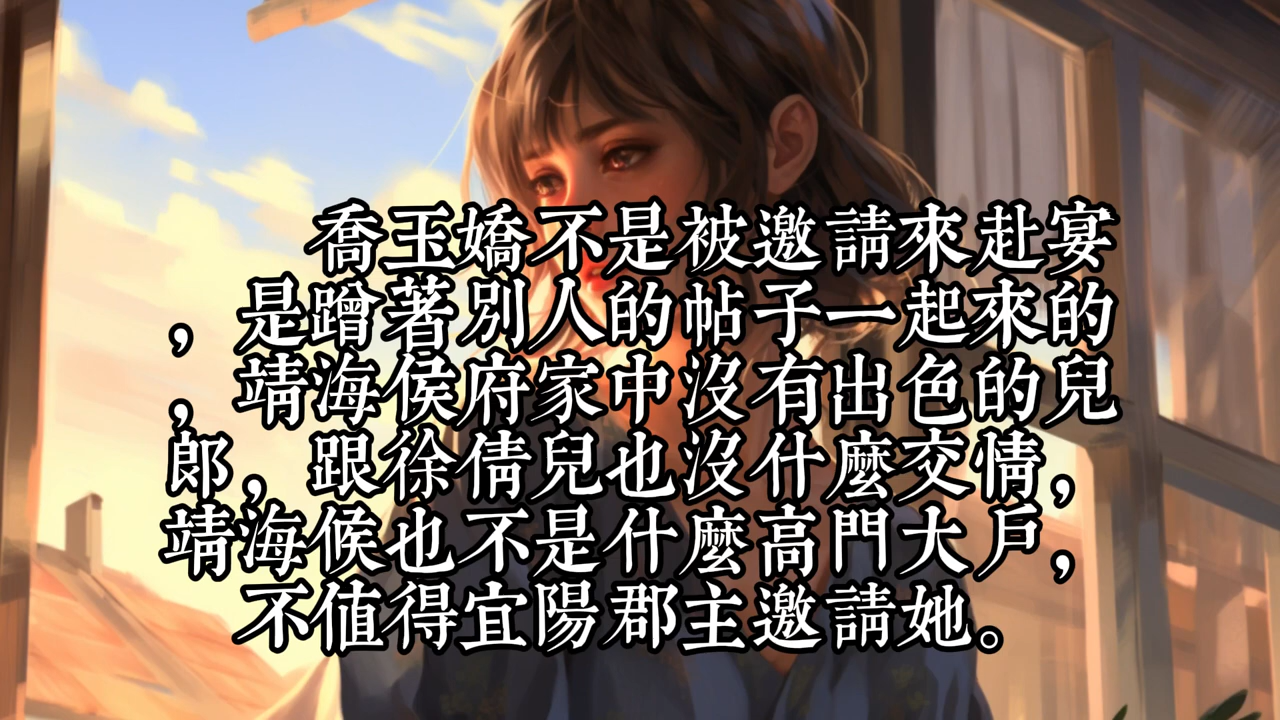 喬玉嬌不是被邀請來赴宴
，是蹭著別人的帖子一起來的
，靖海侯府家中沒有出色的兒
郎，跟徐倩兒也沒什麼交情，
靖海候也不是什麼高門大戶，
不值得宜陽郡主邀請她。